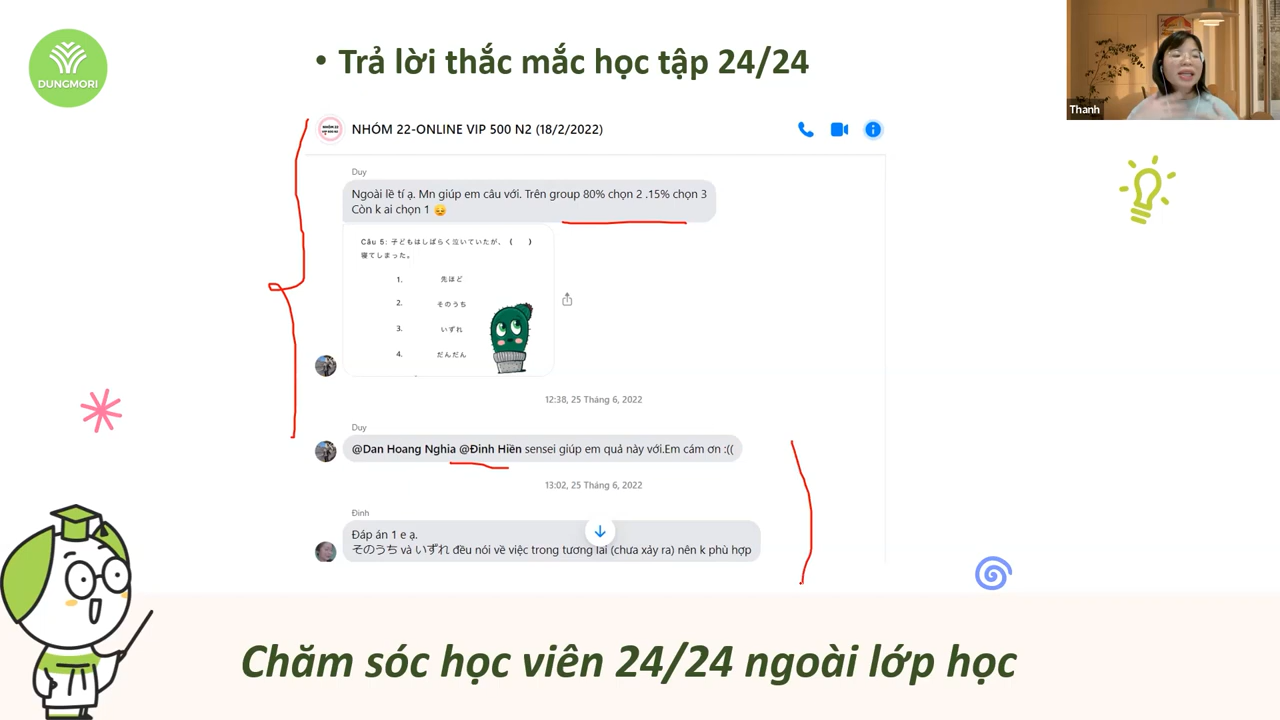 DUNGMORI
• Trả lời thắc mắc học tập 24/24
Thanh
NHÓM 22-ONLINE VIP 500 N2 (18/2/2022)
Duy
Ngoài lề tí ạ. Mn giúp em câu với. Trên group 80% chọn 2 .15% chọn 3
Còn k ai chọn 1 😔
Câu 5: 子どもはしばらく泣いていたが、( )
寝てしまった。
1. 先ほど
2. そのうち
3. いずれ
4. だんだん
12:38, 25 Tháng 6, 2022
Duy
@Dan Hoang Nghia @Đinh Hiền sensei giúp em quả này với.Em cám ơn :((
13:02, 25 Tháng 6, 2022
Đinh
Đáp án 1 e ạ.
そのうち và いずれ đều nói về việc trong tương lai (chưa xảy ra) nên k phù hợp
Chăm sóc học viên 24/24 ngoài lớp học